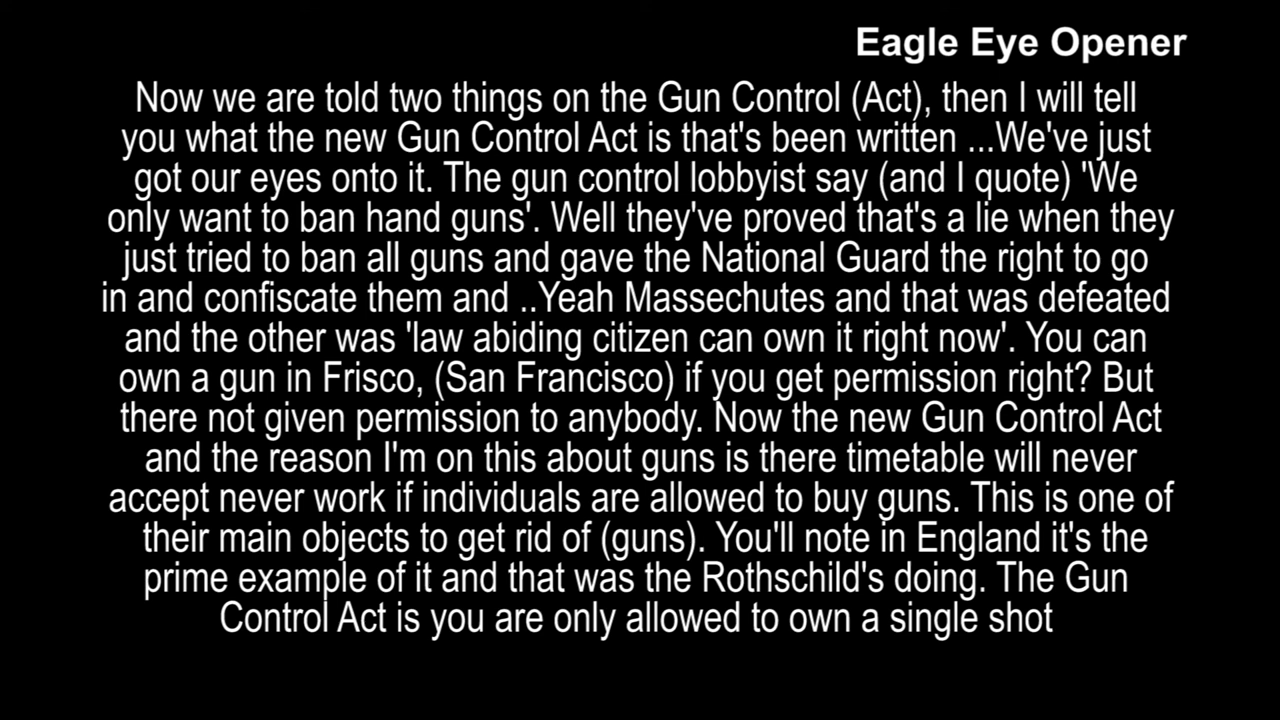 Eagle Eye Opener
Now we are told two things on the Gun Control (Act), then I will tell
you what the new Gun Control Act is that's been written ...We've just
got our eyes onto it. The gun control lobbyist say (and I quote) 'We
only want to ban hand guns'. Well they've proved that's a lie when they
just tried to ban all guns and gave the National Guard the right to go
in and confiscate them and ..Yeah Massechutes and that was defeated
and the other was 'law abiding citizen can own it right now'. You can
own a gun in Frisco, (San Francisco) if you get permission right? But
there not given permission to anybody. Now the new Gun Control Act
and the reason I'm on this about guns is there timetable will never
accept never work if individuals are allowed to buy guns. This is one of
their main objects to get rid of (guns). You'll note in England it's the
prime example of it and that was the Rothschild's doing. The Gun
Control Act is you are only allowed to own a single shot